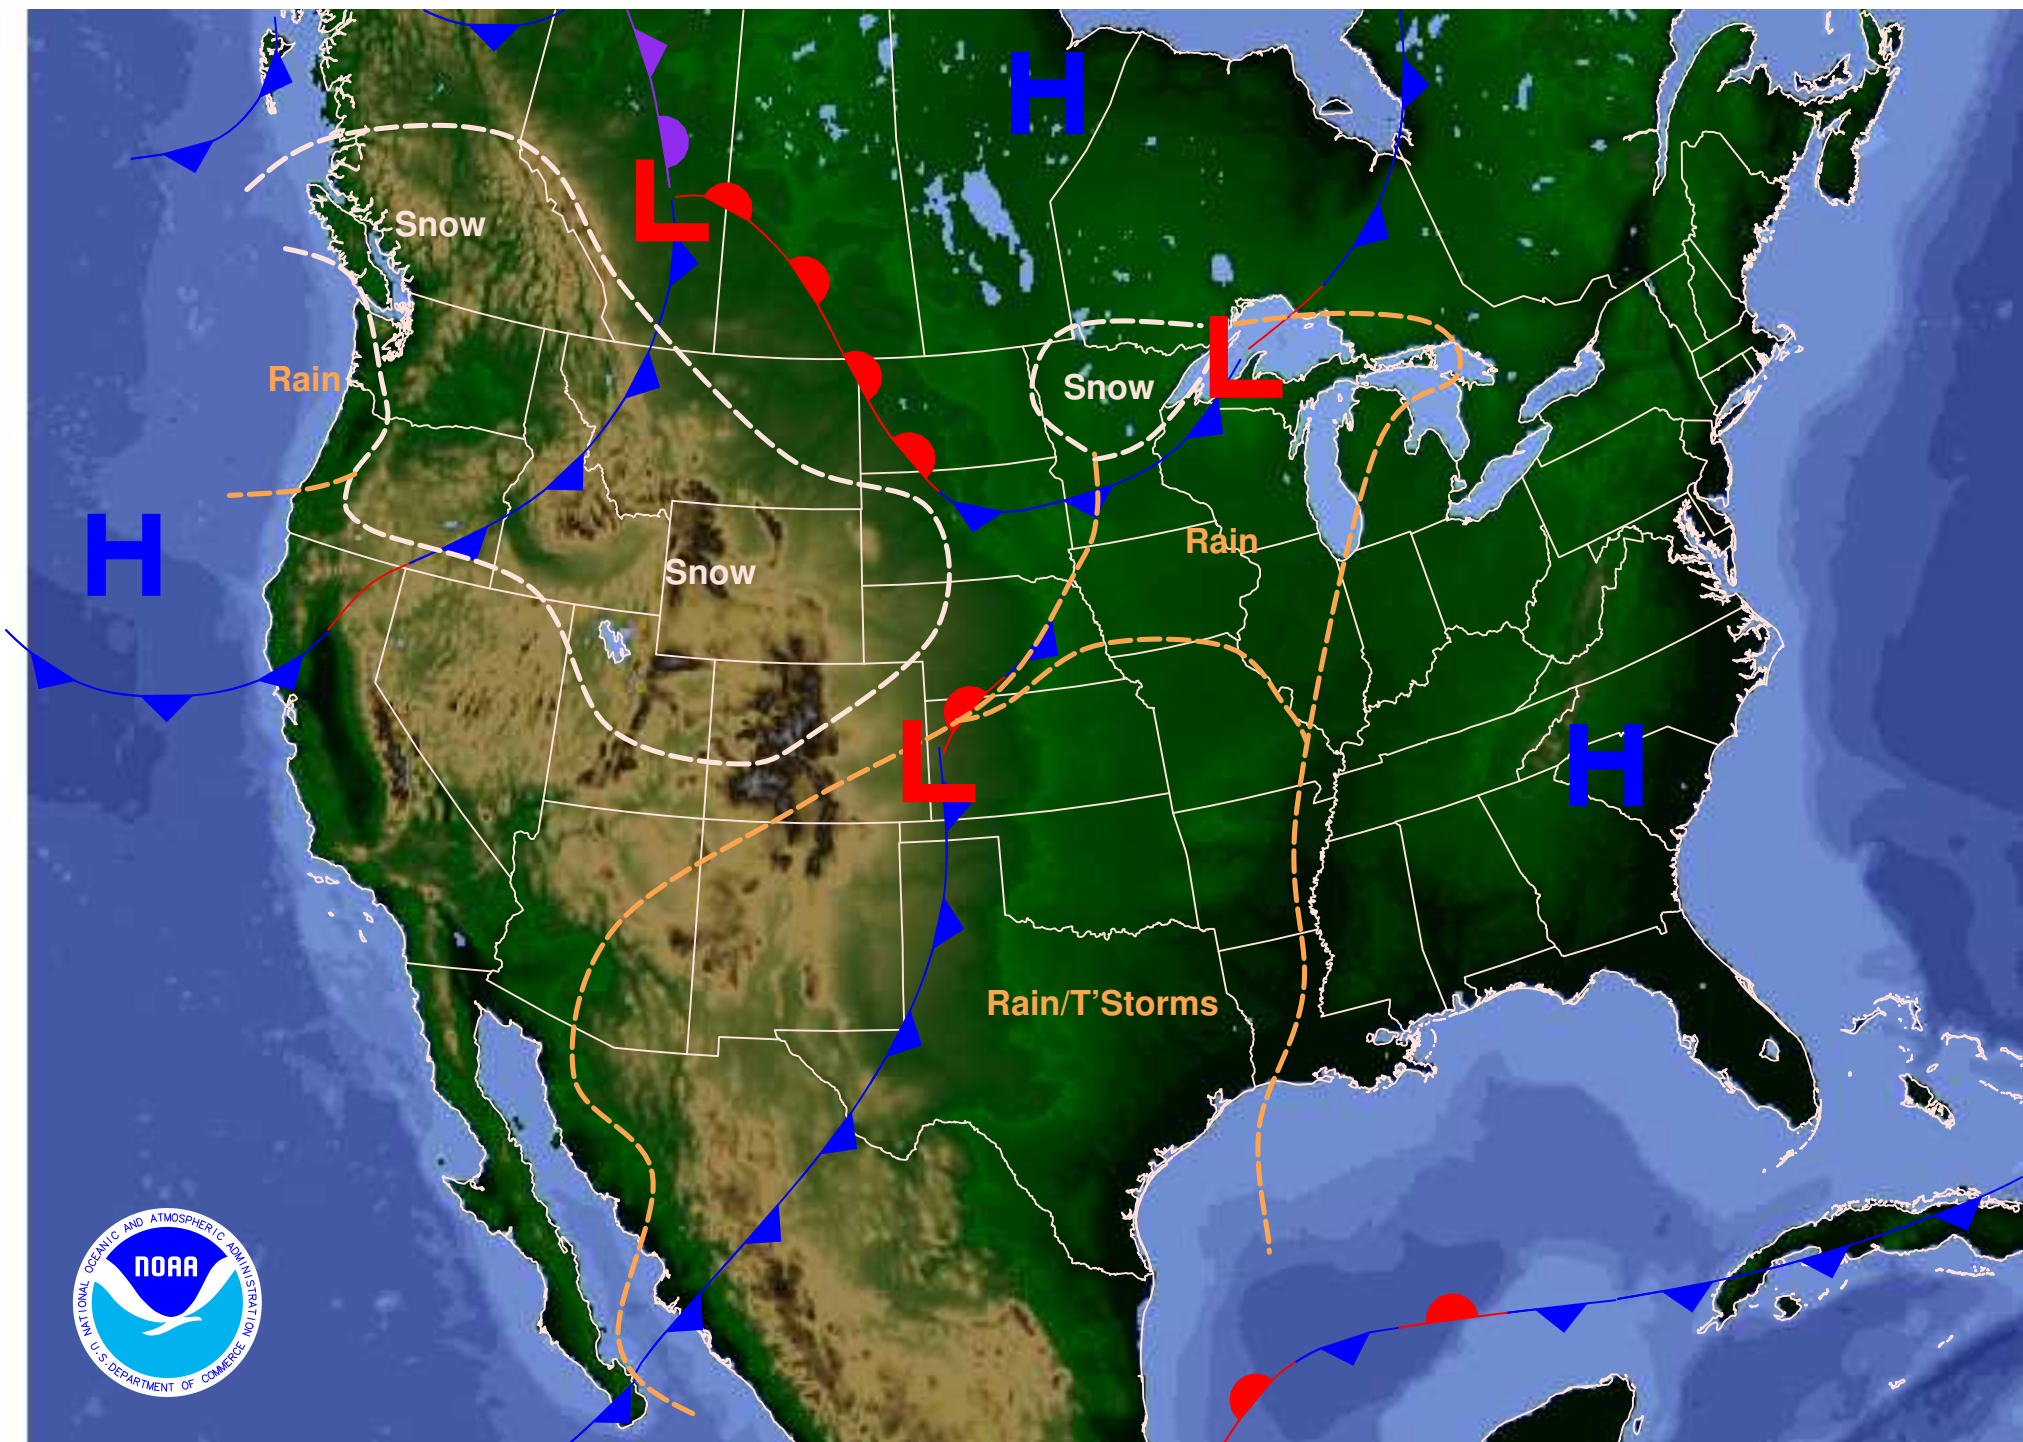 H
L
Snow
L
Rain
Snow
H
Rain
Snow
L
H
Rain/T'Storms
NATIONAL OCEANIC AND ATMOSPHERIC ADMINISTRATION
NOAA
U.S. DEPARTMENT OF COMMERCE